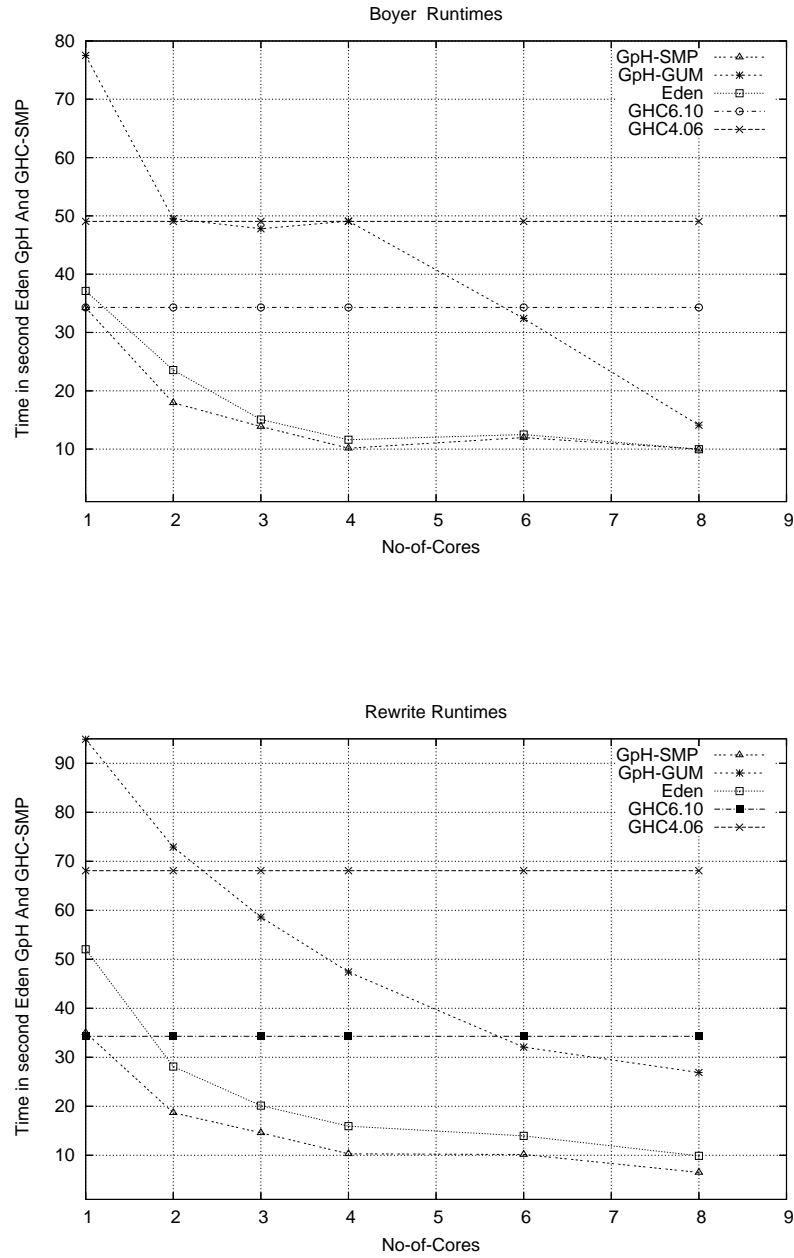 Boyer Runtimes
80
70
60
50
40
30
20
10
1 2 3 4 5 6 7 8 9
Time in second Eden GpH And GHC-SMP
No-of-Cores
GpH-SMP
GpH-GUM
Eden
GHC6.10
GHC4.06
Rewrite Runtimes
90
80
70
60
50
40
30
20
10
1 2 3 4 5 6 7 8 9
Time in second Eden GpH And GHC-SMP
No-of-Cores
GpH-SMP
GpH-GUM
Eden
GHC6.10
GHC4.06